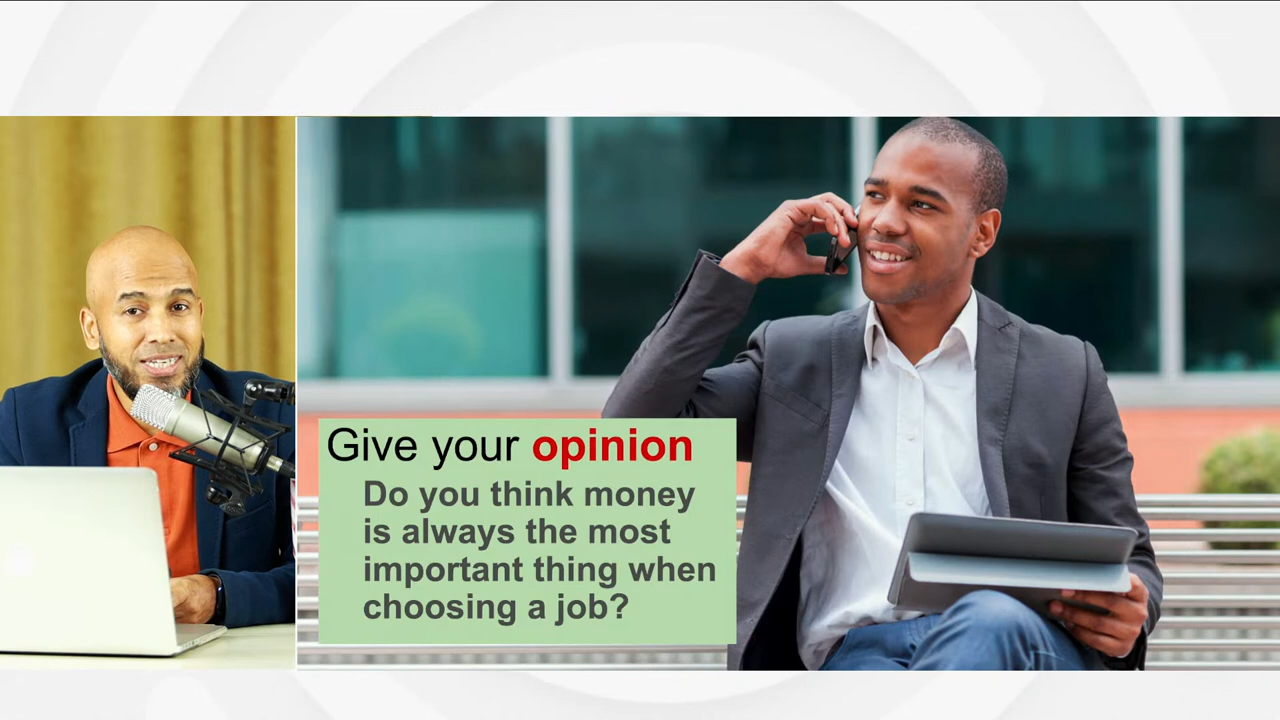 Give your opinion
Do you think money
is always the most
important thing when
choosing a job?